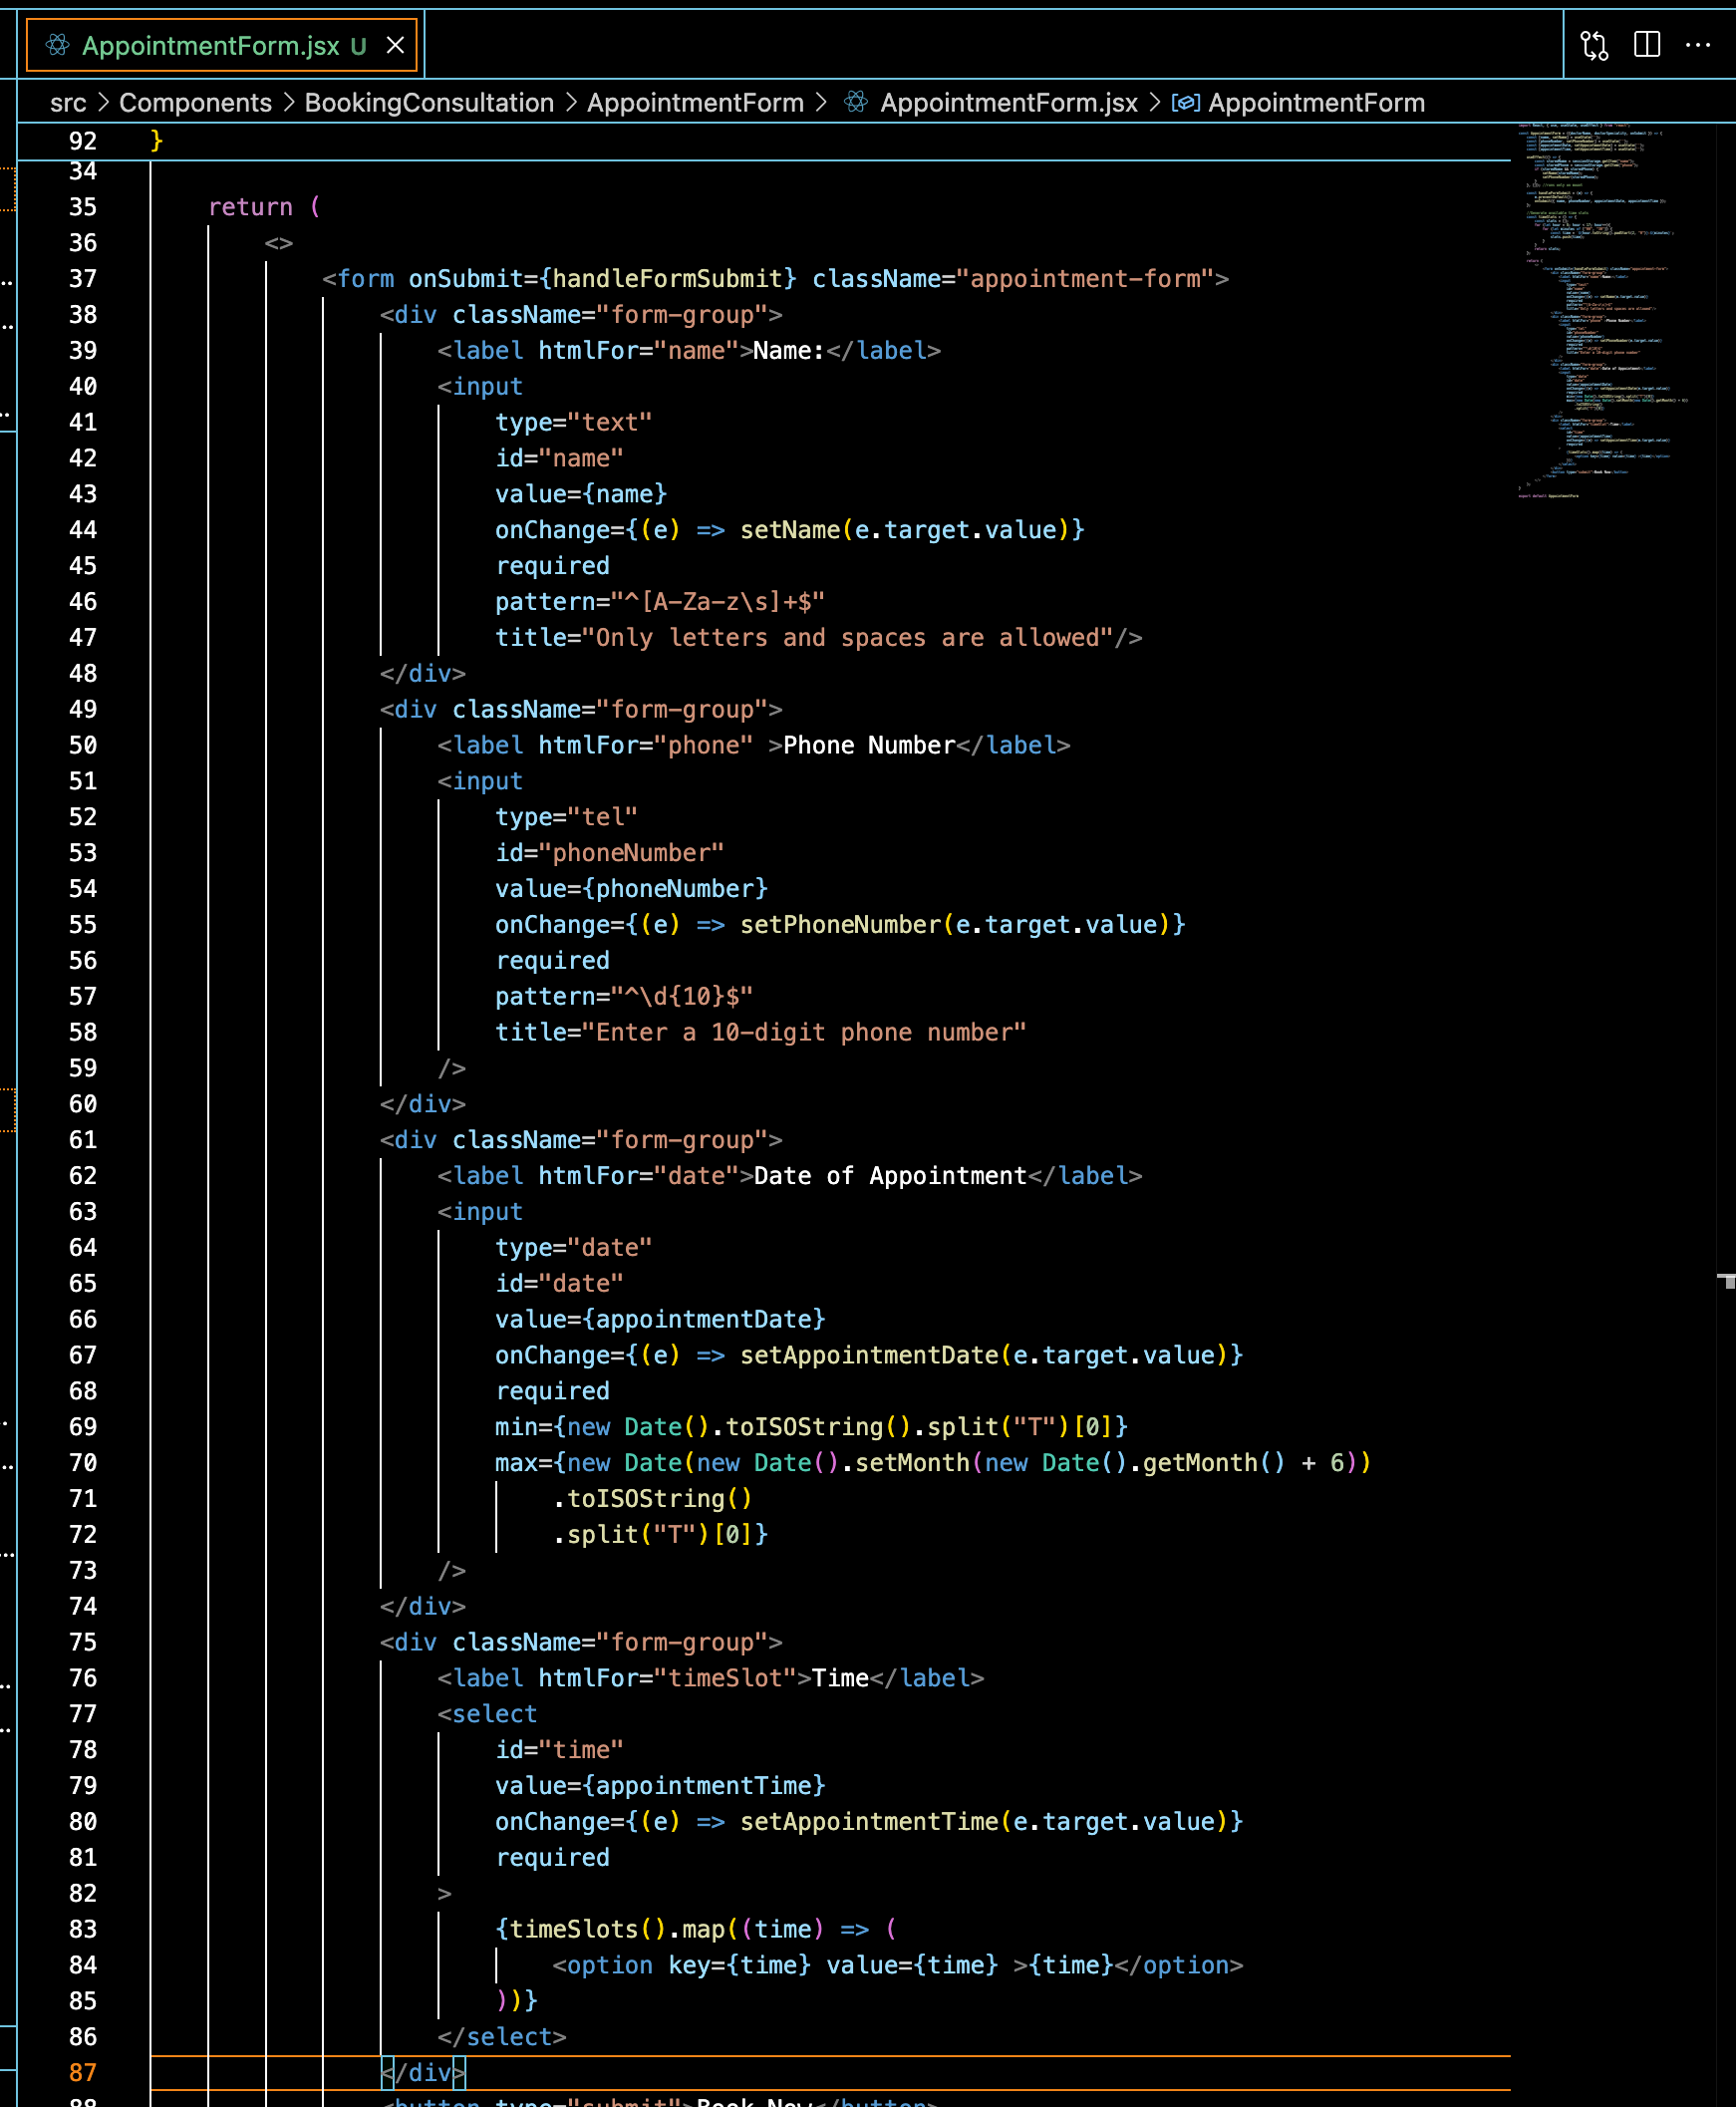 AppointmentForm.jsx U
src > Components > BookingConsultation > AppointmentForm > AppointmentForm.jsx > AppointmentForm
92 }
34
35 return (
36 <>
37 <form onSubmit={handleFormSubmit} className="appointment-form">
38 <div className="form-group">
39 <label htmlFor="name">Name:</label>
40 <input
41 type="text"
42 id="name"
43 value={name}
44 onChange={(e) => setName(e.target.value)}
45 required
46 pattern="^[A-Za-z\s]+$"
47 title="Only letters and spaces are allowed"/>
48 </div>
49 <div className="form-group">
50 <label htmlFor="phone" >Phone Number</label>
51 <input
52 type="tel"
53 id="phoneNumber"
54 value={phoneNumber}
55 onChange={(e) => setPhoneNumber(e.target.value)}
56 required
57 pattern="^\d{10}$"
58 title="Enter a 10-digit phone number"
59 />
60 </div>
61 <div className="form-group">
62 <label htmlFor="date">Date of Appointment</label>
63 <input
64 type="date"
65 id="date"
66 value={appointmentDate}
67 onChange={(e) => setAppointmentDate(e.target.value)}
68 required
69 min={new Date().toISOString().split("T")[0]}
70 max={new Date(new Date().setMonth(new Date().getMonth() + 6))
71 .toISOString()
72 .split("T")[0]}
73 />
74 </div>
75 <div className="form-group">
76 <label htmlFor="timeSlot">Time</label>
77 <select
78 id="time"
79 value={appointmentTime}
80 onChange={(e) => setAppointmentTime(e.target.value)}
81 required
82 >
83 {timeSlots().map((time) => (
84 <option key={time} value={time} >{time}</option>
85 ))}
86 </select>
87 </div>
88 <button type="submit">Book Now</button>